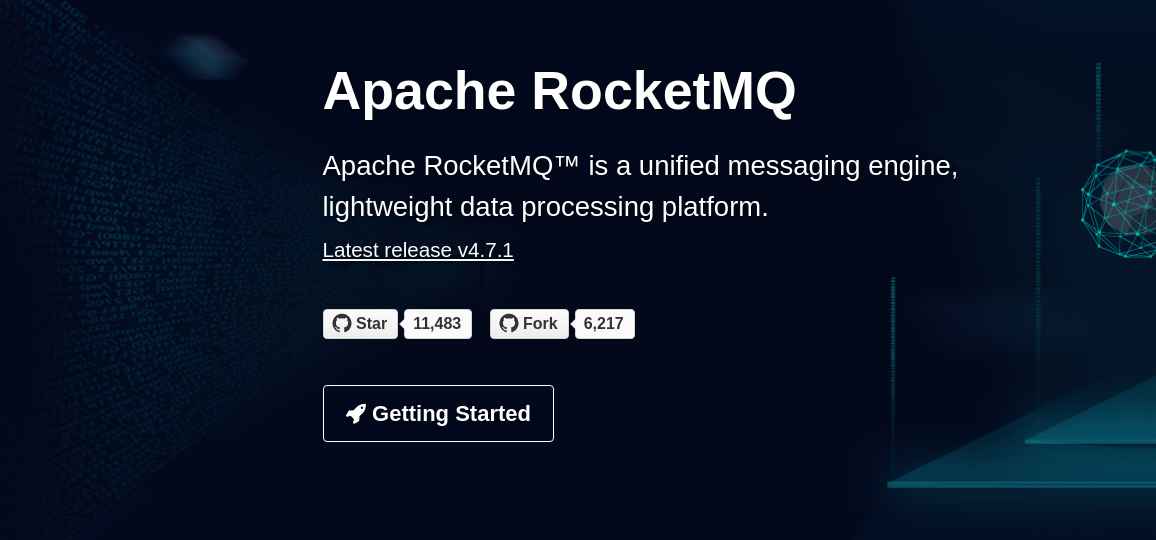 Apache RocketMQ
Apache RocketMQ™ is a unified messaging engine,
lightweight data processing platform.
Latest release v4.7.1
Star 11,483 Fork 6,217
Getting Started